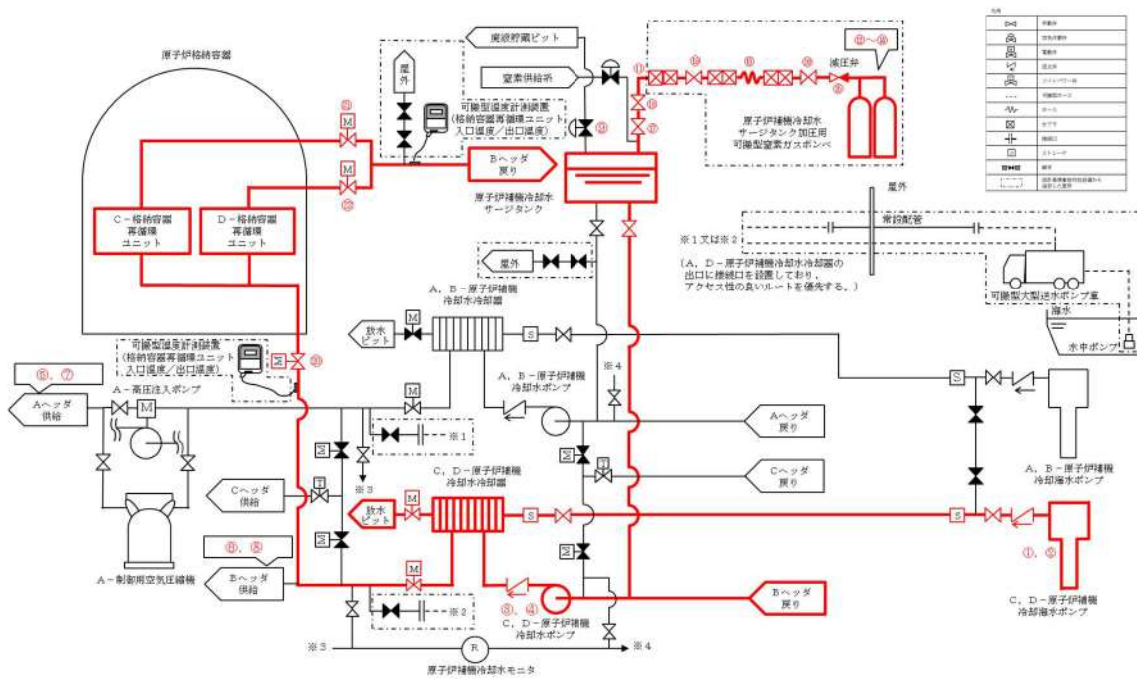 廃液貯蔵ピット
窒素供給系
原子炉格納容器
屋外
可搬型温度計測装置
(格納容器再循環ユニット
入口温度/出口温度)
Bヘッダ
戻り
原子炉補機冷却水
サージタンク
減圧弁
原子炉補機冷却水
サージタンク加圧用
可搬型窒素ガスボンベ
M
M
C-格納容器
再循環
ユニット
D-格納容器
再循環
ユニット
屋外
常設配管
※1又は※2
(A,D-原子炉補機冷却水冷却器の
出口に接続口を設置しており、
アクセス性の良いルートを優先する。)
可搬型大型送水ポンプ車
海水
水中ポンプ
屋外
A,B-原子炉補機
冷却水冷却器
放水
ピット
M
S
可搬型温度計測装置
(格納容器再循環ユニット
入口温度/出口温度)
M
⑥、⑦
A-高圧注入ポンプ
Aヘッダ
供給
M
M
A,B-原子炉補機
冷却水ポンプ
※4
S
Aヘッダ
戻り
※1
M
M
※3
Cヘッダ
供給
T
T
Cヘッダ
戻り
A,B-原子炉補機
冷却海水ポンプ
C,D-原子炉補機
冷却水冷却器
放水
ピット
M
S
S
①、②
A-制御用空気圧縮機
M
M
Bヘッダ
供給
M
③、④
Bヘッダ
戻り
C,D-原子炉補機
冷却海水ポンプ
※2
C,D-原子炉補機
冷却水ポンプ
※3
R
※4
原子炉補機冷却水モニタ